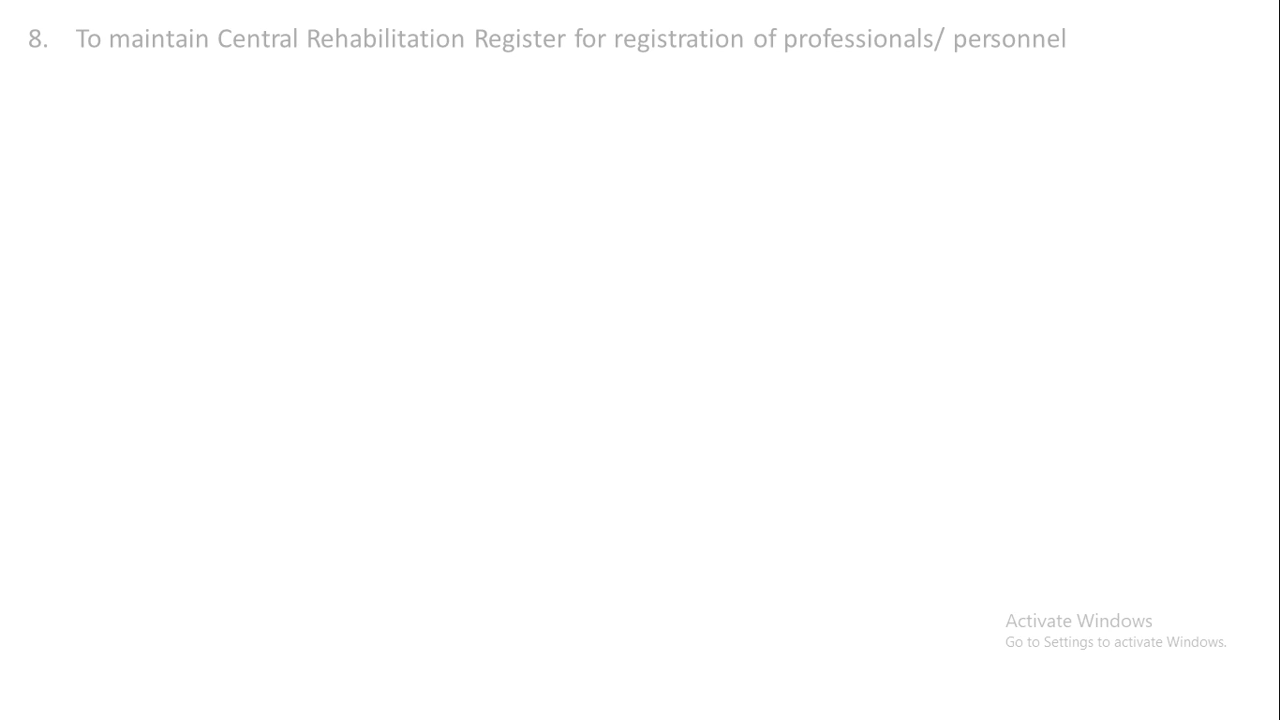 8. To maintain Central Rehabilitation Register for registration of professionals/ personnel
Activate Windows
Go to Settings to activate Windows.